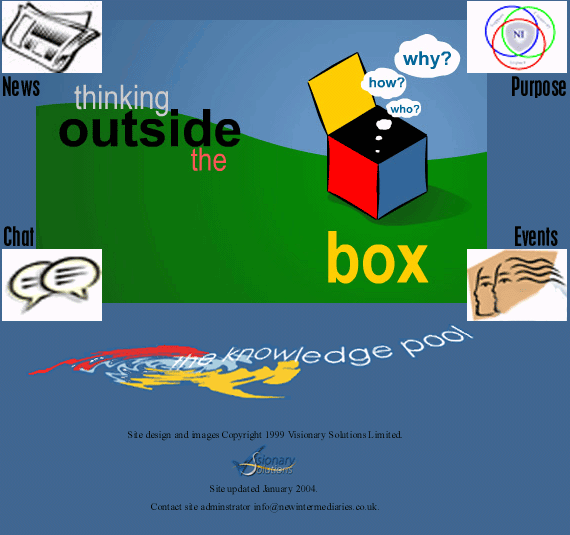 NI
News
Purpose
why?
how?
who?
thinking
outside
the
box
Chat
Events
the knowledge pool
Site design and images Copyright 1999 Visionary Solutions Limited.
Visionary
Solutions
Site updated January 2004.
Contact site adminstrator info@newintermediaries.co.uk.